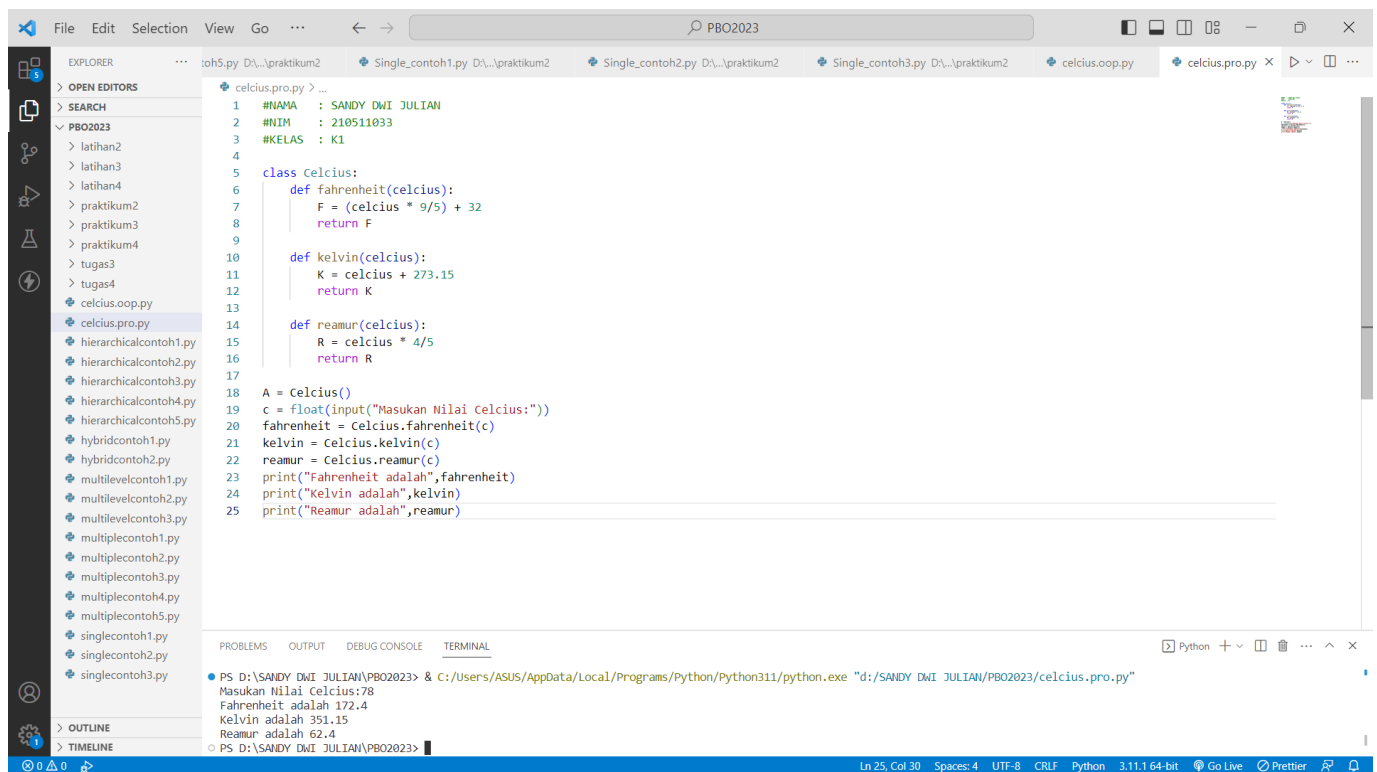 File Edit Selection View Go ··· PBO2023
EXPLORER
OPEN EDITORS
SEARCH
PBO2023
latihan2
latihan3
latihan4
praktikum2
praktikum3
praktikum4
tugas3
tugas4
celcius.oop.py
celcius.pro.py
hierarchicalcontoh1.py
hierarchicalcontoh2.py
hierarchicalcontoh3.py
hierarchicalcontoh4.py
hierarchicalcontoh5.py
hybridcontoh1.py
hybridcontoh2.py
multilevelcontoh1.py
multilevelcontoh2.py
multilevelcontoh3.py
multiplecontoh1.py
multiplecontoh2.py
multiplecontoh3.py
multiplecontoh4.py
multiplecontoh5.py
singlecontoh1.py
singlecontoh2.py
singlecontoh3.py
OUTLINE
TIMELINE
5
1
toh5.py D:\...\praktikum2 Single_contoh1.py D:\...\praktikum2 Single_contoh2.py D:\...\praktikum2 Single_contoh3.py D:\...\praktikum2 celcius.oop.py celcius.pro.py
celcius.pro.py > ...
1 #NAMA : SANDY DWI JULIAN
2 #NIM : 210511033
3 #KELAS : K1
4
5 class Celcius:
6 def fahrenheit(celcius):
7 F = (celcius * 9/5) + 32
8 return F
9
10 def kelvin(celcius):
11 K = celcius + 273.15
12 return K
13
14 def reamur(celcius):
15 R = celcius * 4/5
16 return R
17
18 A = Celcius()
19 c = float(input("Masukan Nilai Celcius:"))
20 fahrenheit = Celcius.fahrenheit(c)
21 kelvin = Celcius.kelvin(c)
22 reamur = Celcius.reamur(c)
23 print("Fahrenheit adalah",fahrenheit)
24 print("Kelvin adalah",kelvin)
25 print("Reamur adalah",reamur)
PROBLEMS OUTPUT DEBUG CONSOLE TERMINAL Python
PS D:\SANDY DWI JULIAN\PBO2023> & C:/Users/ASUS/AppData/Local/Programs/Python/Python311/python.exe "d:/SANDY DWI JULIAN/PBO2023/celcius.pro.py"
Masukan Nilai Celcius:78
Fahrenheit adalah 172.4
Kelvin adalah 351.15
Reamur adalah 62.4
PS D:\SANDY DWI JULIAN\PBO2023>
0 0 Ln 25, Col 30 Spaces: 4 UTF-8 CRLF Python 3.11.1 64-bit Go Live Prettier